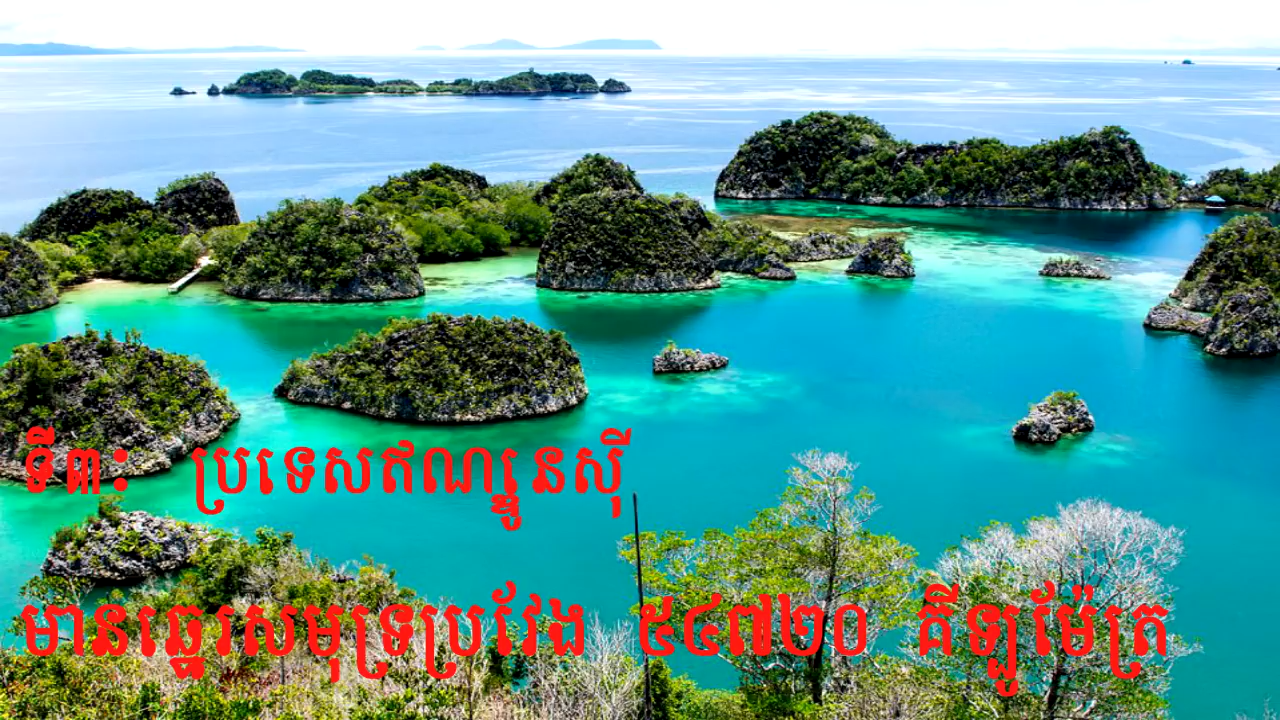 ទី៣: ប្រទេសឥណ្ឌូនេស៊ី
មានឆ្នេរសមុទ្រប្រវែង ៥៤៧២០ គីឡូម៉ែត្រ